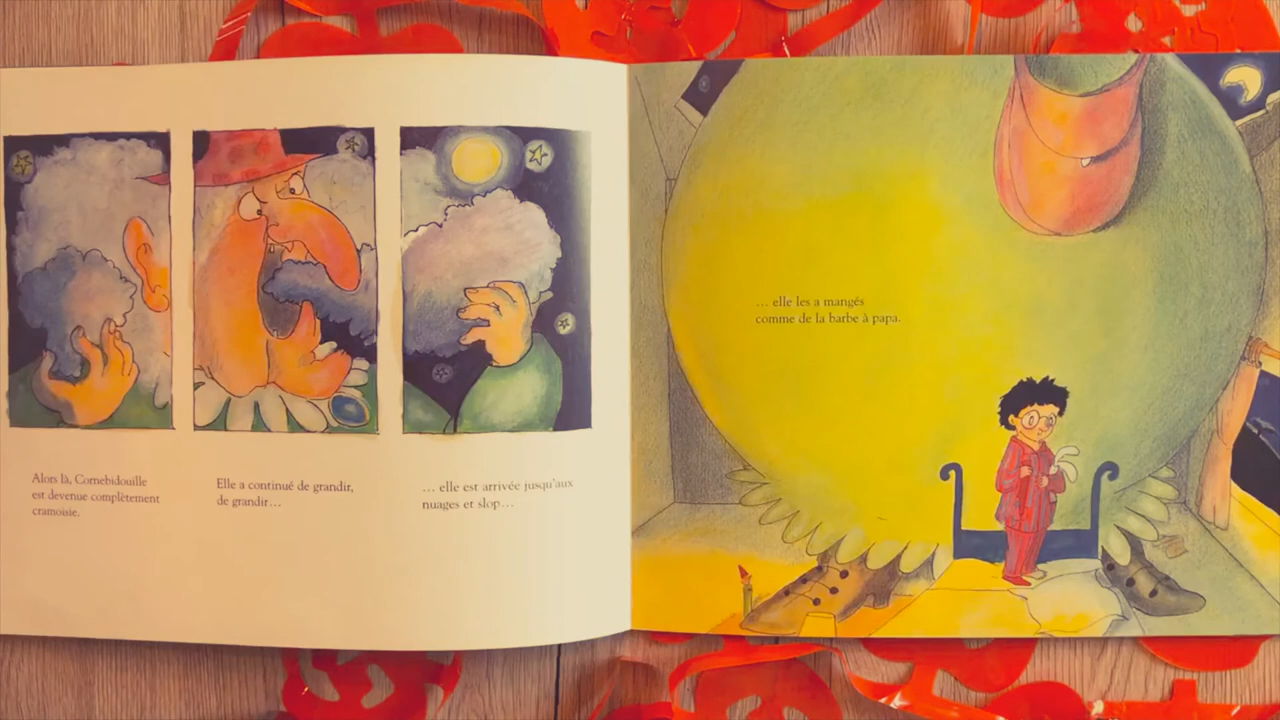 Alors là, Cornebidouille
est devenue complètement
cramoisie.
Elle a continué de grandir,
de grandir…
… elle est arrivée jusqu'aux
nuages et slop…
… elle les a mangés
comme de la barbe à papa.